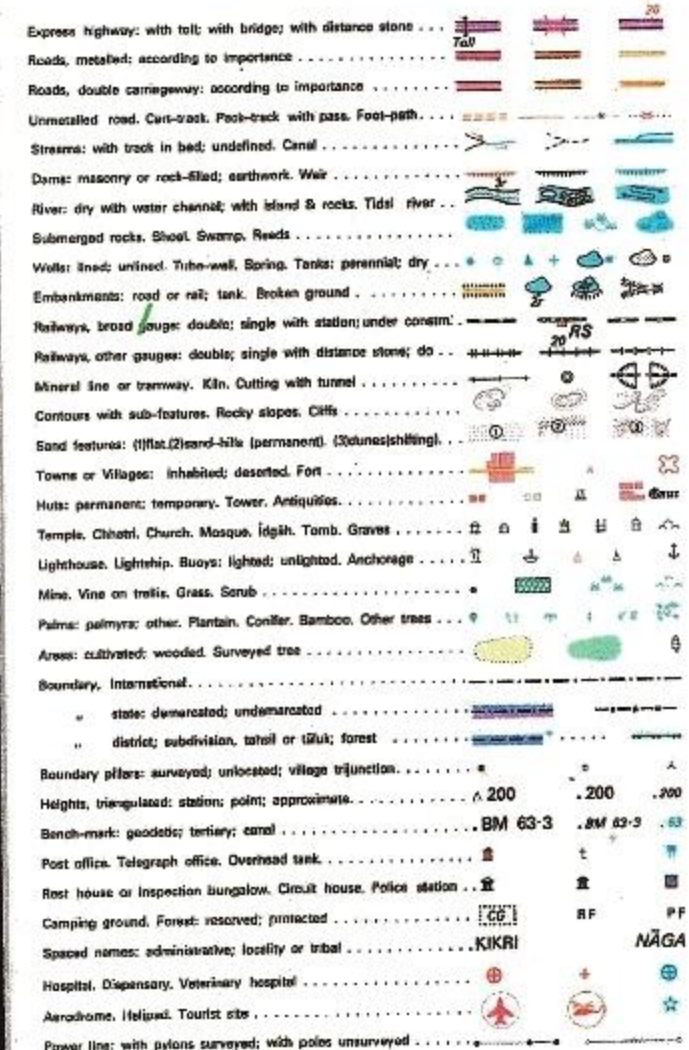 20
Express highway: with toll; with bridge; with distance stone
Toll
Roads, metalled: according to importance
Roads, double carriageway: according to importance
Unmetalled road. Cart-track. Pack-track with pass. Foot-path
Streams: with track in bed; undefined. Canal
Dams: masonry or rock-filled; earthwork. Weir
River: dry with water channel; with island & rocks. Tidal river
Submerged rocks. Shoal. Swamp. Reeds
Wells: lined; unlined. Tube-well. Spring. Tanks: perennial; dry
Embankments: road or rail; tank. Broken ground
Railways, broad gauge: double; single with station; under constrn. RS
Railways, other gauges: double; single with distance stone; do 20
Mineral line or tramway. Kiln. Cutting with tunnel
Contours with sub-features. Rocky slopes. Cliffs
Sand features: (1)flat.(2)sand-hills (permanent). (3)dunes(shifting). 1 2 3
Towns or Villages: inhabited; deserted. Fort
Huts: permanent; temporary. Tower. Antiquities.
Temple. Chhatri. Church. Mosque. Īdgāh. Tomb. Graves
Lighthouse. Lightship. Buoys: lighted; unlighted. Anchorage
Mine. Vine on trellis. Grass. Scrub
Palms: palmyra; other. Plantain. Conifer. Bamboo. Other trees
Areas: cultivated; wooded. Surveyed tree
Boundary, International
„ state: demarcated; undemarcated
„ district; subdivision, tahsil or tāluk; forest
Boundary pillars: surveyed; unlocated; village trijunction
Heights, triangulated: station; point; approximate. 200 .200 .200
Bench-mark: geodetic; tertiary; canal .BM 63·3 .BM 63·3 .63
Post office. Telegraph office. Overhead tank. t
Rest house or Inspection bungalow. Circuit house. Police station
Camping ground. Forest: reserved; protected CG RF PF
Spaced names: administrative; locality or tribal KIKRI NĀGA
Hospital. Dispensary. Veterinary hospital
Aerodrome. Helipad. Tourist site
Power line: with pylons surveyed; with poles unsurveyed